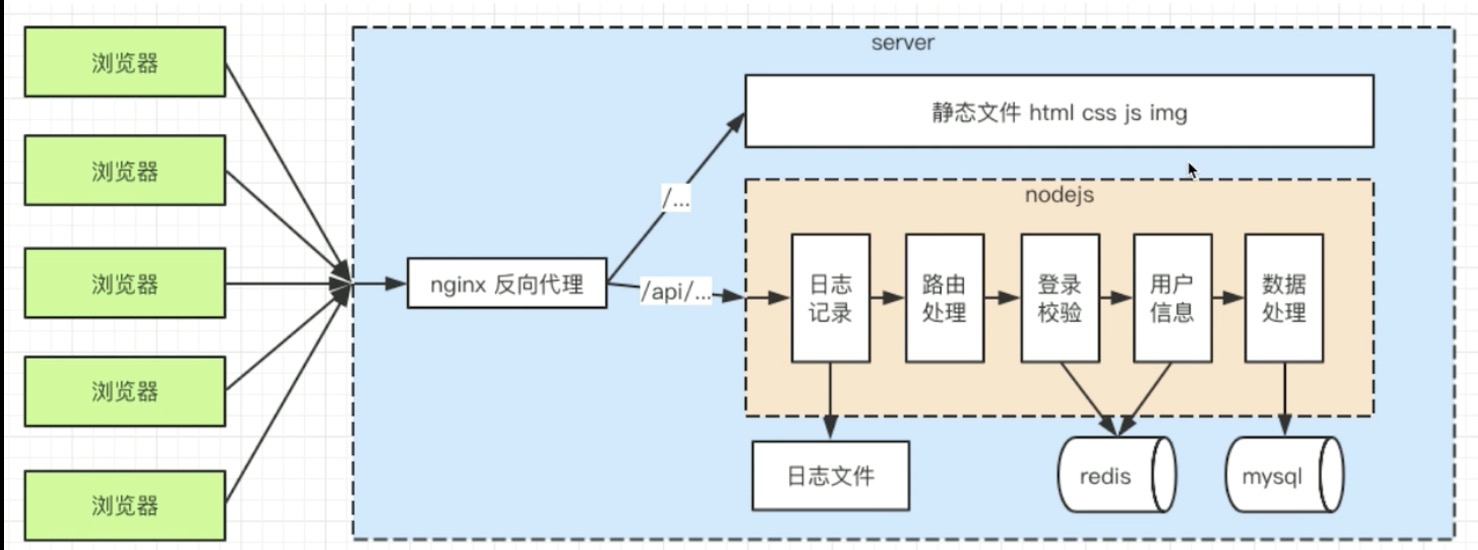 浏览器
浏览器
浏览器
浏览器
浏览器
server
静态文件 html css js img
/...
nginx 反向代理
/api/...
nodejs
日志
记录
路由
处理
登录
校验
用户
信息
数据
处理
日志文件
redis
mysql